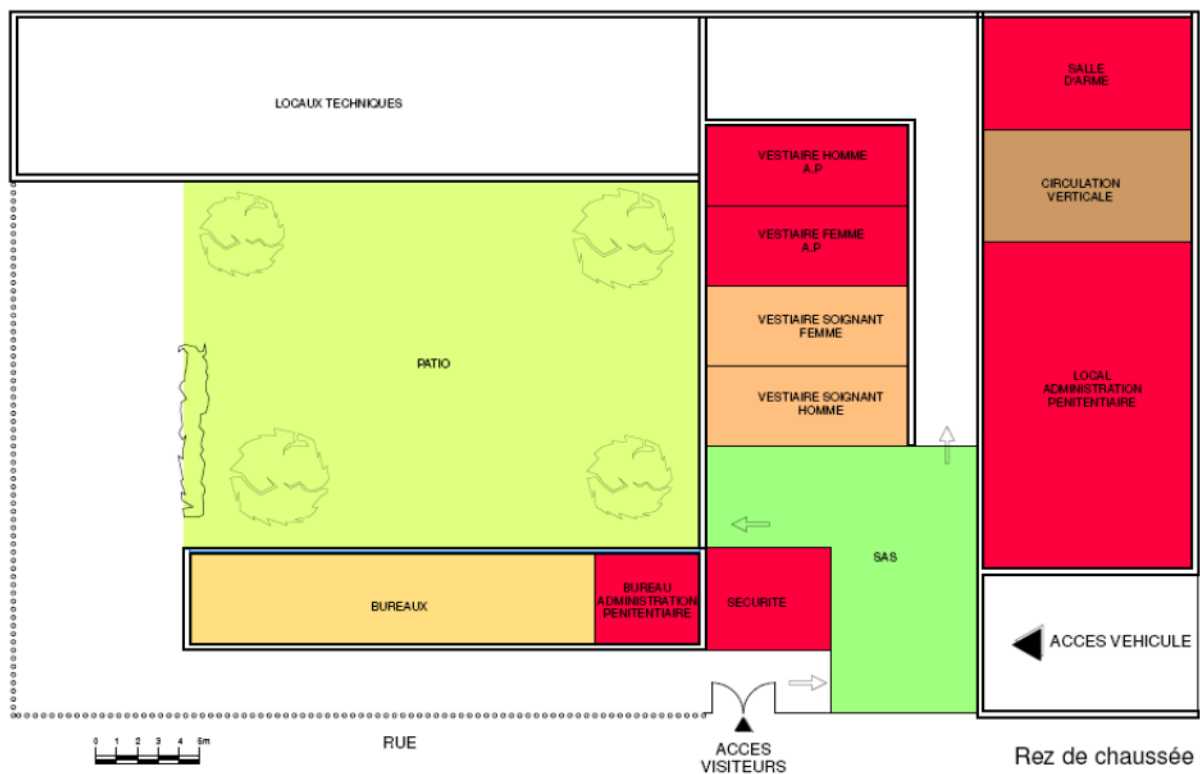 SALLE
D'ARME
LOCAUX TECHNIQUES
VESTIAIRE HOMME
A.P
CIRCULATION
VERTICALE
VESTIAIRE FEMME
A.P
VESTIAIRE SOIGNANT
FEMME
PATIO
LOCAL
ADMINISTRATION
PENITENTIAIRE
VESTIAIRE SOIGNANT
HOMME
SAS
BUREAUX
BUREAU
ADMINISTRATION
PENITENTIAIRE
SECURITE
ACCES VEHICULE
0 1 2 3 4 5m
RUE
ACCES
VISITEURS
Rez de chaussée